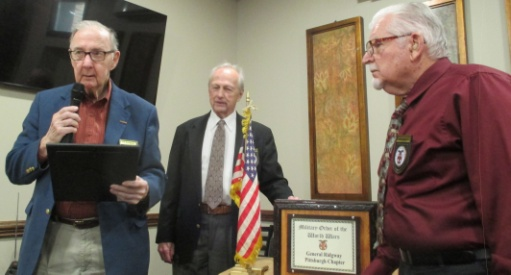 Military Order of the
World Wars
General Ridgway
Pittsburgh Chapter